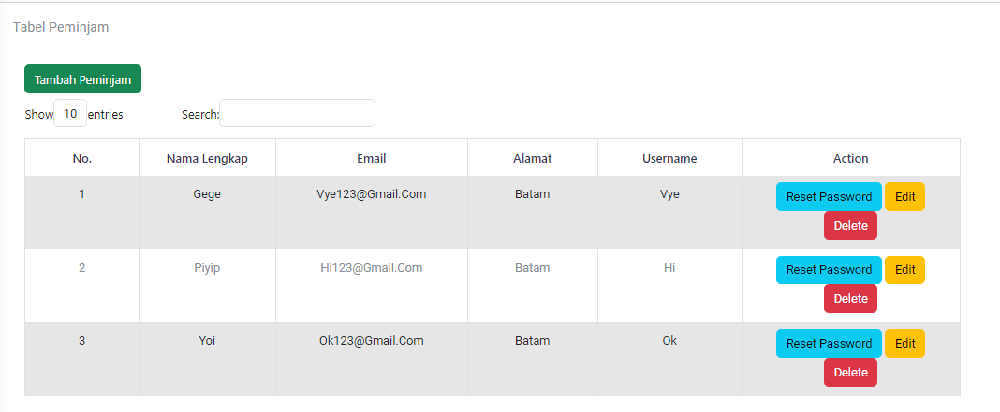 Tabel Peminjam
Tambah Peminjam
Show 10 entries Search:
No. Nama Lengkap Email Alamat Username Action
1 Gege Vye123@Gmail.Com Batam Vye Reset Password Edit
Delete
2 Piyip Hi123@Gmail.Com Batam Hi Reset Password Edit
Delete
3 Yoi Ok123@Gmail.Com Batam Ok Reset Password Edit
Delete